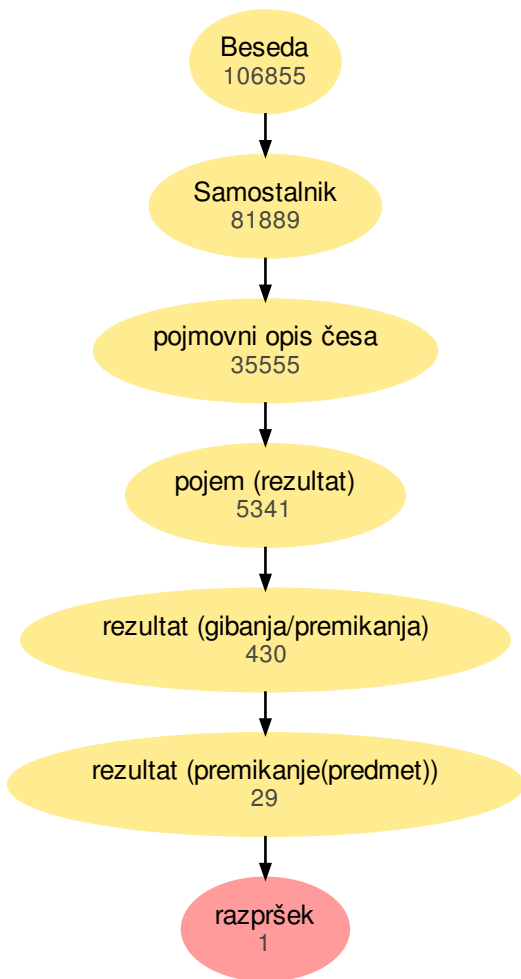 Beseda
106855
Samostalnik
81889
pojmovni opis česa
35555
pojem (rezultat)
5341
rezultat (gibanja/premikanja)
430
rezultat (premikanje(predmet))
29
razpršek
1